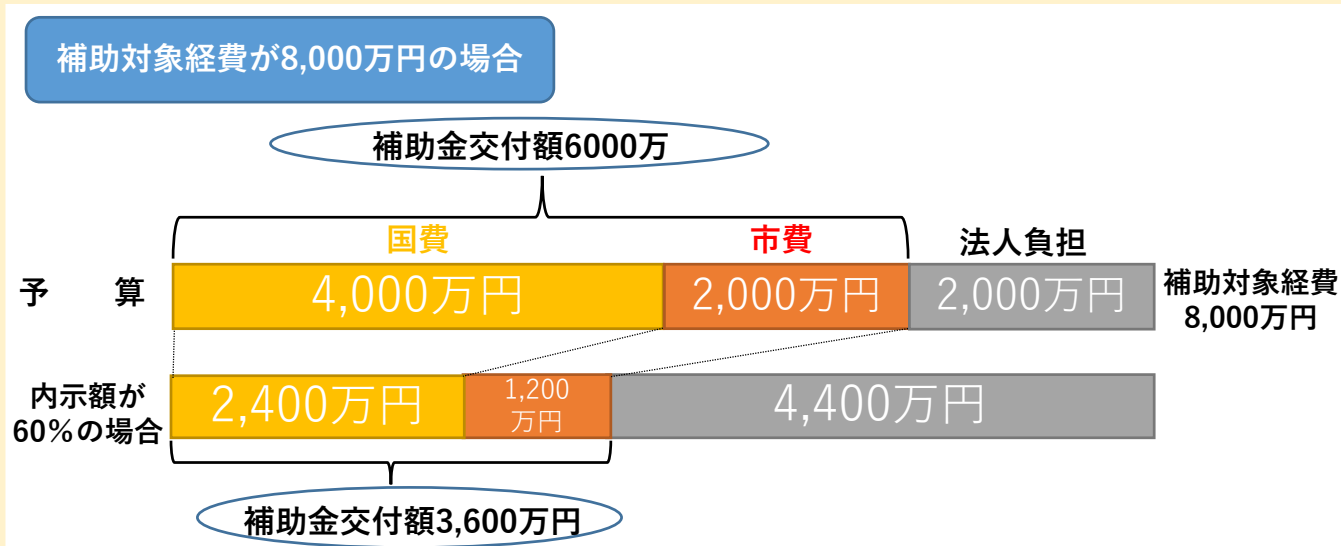 補助対象経費が8,000万円の場合
補助金交付額6000万
国費
市費
法人負担
予　算
4,000万円
2,000万円
2,000万円
補助対象経費
8,000万円
内示額が
60%の場合
2,400万円
1,200
万円
4,400万円
補助金交付額3,600万円